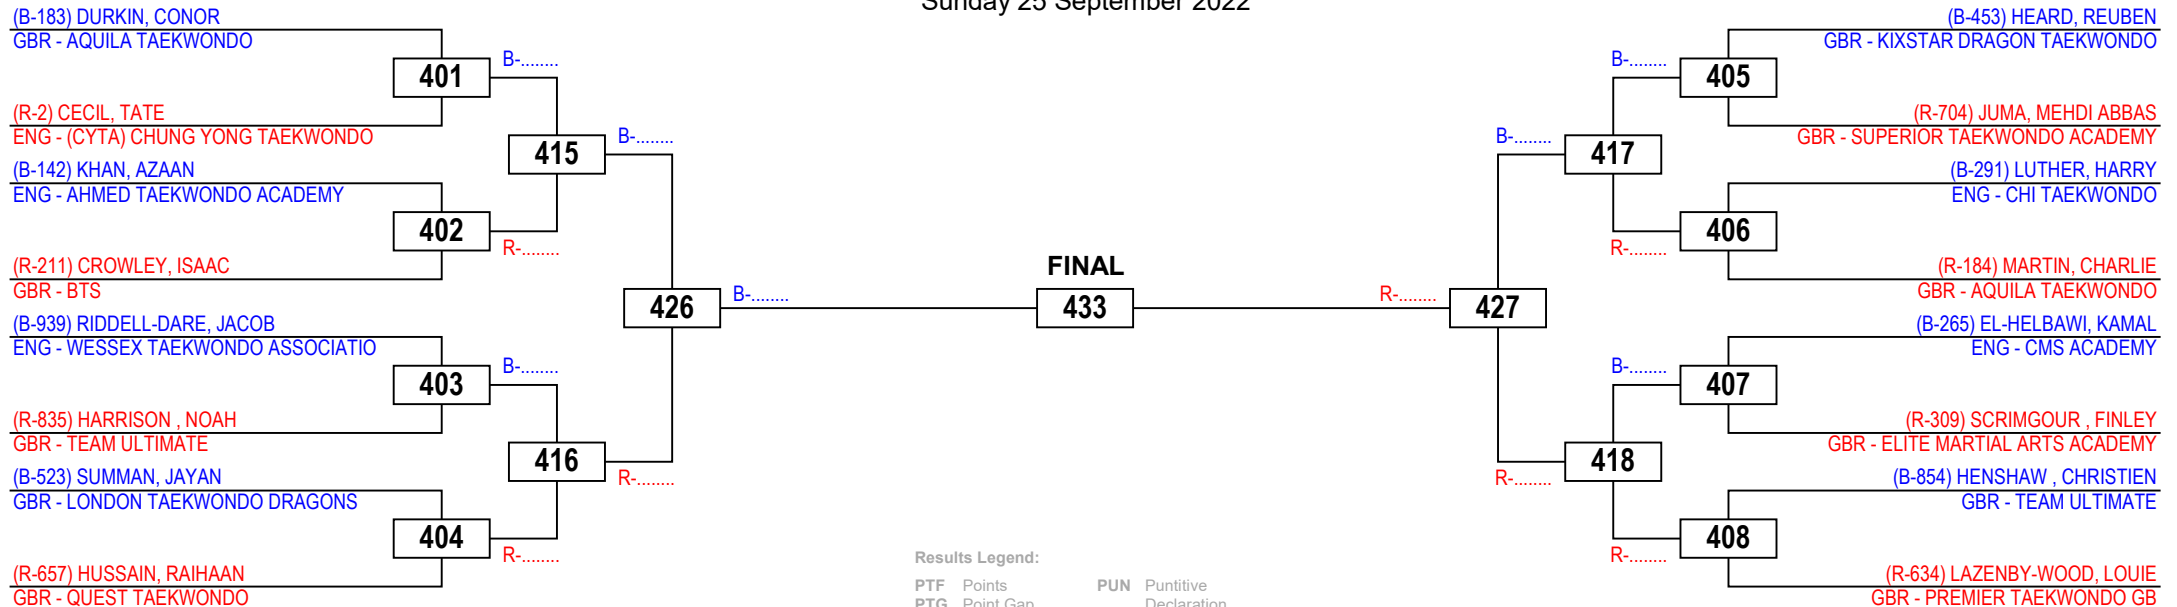 Sunday 25 September 2022
(B-183) DURKIN, CONOR
GBR - AQUILA TAEKWONDO
401
B-........
(R-2) CECIL, TATE
ENG - (CYTA) CHUNG YONG TAEKWONDO
415
B-........
(B-142) KHAN, AZAAN
ENG - AHMED TAEKWONDO ACADEMY
402
R-........
(R-211) CROWLEY, ISAAC
GBR - BTS
426
B-........
(B-939) RIDDELL-DARE, JACOB
ENG - WESSEX TAEKWONDO ASSOCIATIO
403
B-........
(R-835) HARRISON , NOAH
GBR - TEAM ULTIMATE
416
R-........
(B-523) SUMMAN, JAYAN
GBR - LONDON TAEKWONDO DRAGONS
404
R-........
(R-657) HUSSAIN, RAIHAAN
GBR - QUEST TAEKWONDO
FINAL
433
(B-453) HEARD, REUBEN
GBR - KIXSTAR DRAGON TAEKWONDO
B-........
405
(R-704) JUMA, MEHDI ABBAS
GBR - SUPERIOR TAEKWONDO ACADEMY
B-........
417
(B-291) LUTHER, HARRY
ENG - CHI TAEKWONDO
R-........
406
(R-184) MARTIN, CHARLIE
GBR - AQUILA TAEKWONDO
R-........
427
(B-265) EL-HELBAWI, KAMAL
ENG - CMS ACADEMY
B-........
407
(R-309) SCRIMGOUR , FINLEY
GBR - ELITE MARTIAL ARTS ACADEMY
R-........
418
(B-854) HENSHAW , CHRISTIEN
GBR - TEAM ULTIMATE
R-........
408
(R-634) LAZENBY-WOOD, LOUIE
GBR - PREMIER TAEKWONDO GB
Results Legend:
PTF Points PUN Puntitive
PTG Point Gap Declaration